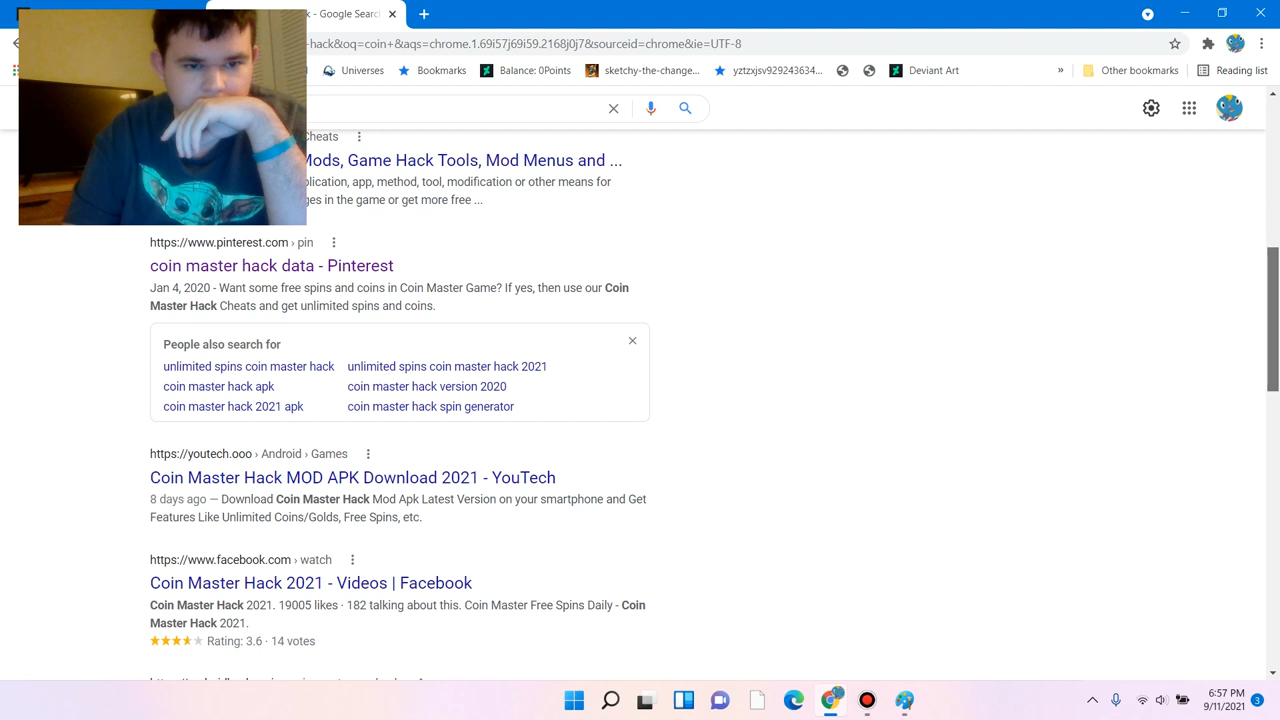 k - Google Searc
-hack&oq=coin+&aqs=chrome.1.69i57j69i59.2168j0j7&sourceid=chrome&ie=UTF-8
Universes
Bookmarks
Balance: 0Points
sketchy-the-change...
yztzxjsv929243634...
Deviant Art
»
Other bookmarks
Reading list
Cheats
Mods, Game Hack Tools, Mod Menus and ...
plication, app, method, tool, modification or other means for
ges in the game or get more free ...
https://www.pinterest.com › pin
coin master hack data - Pinterest
Jan 4, 2020 - Want some free spins and coins in Coin Master Game? If yes, then use our Coin
Master Hack Cheats and get unlimited spins and coins.
People also search for
unlimited spins coin master hack unlimited spins coin master hack 2021
coin master hack apk coin master hack version 2020
coin master hack 2021 apk coin master hack spin generator
https://youtech.ooo › Android › Games
Coin Master Hack MOD APK Download 2021 - YouTech
8 days ago — Download Coin Master Hack Mod Apk Latest Version on your smartphone and Get
Features Like Unlimited Coins/Golds, Free Spins, etc.
https://www.facebook.com › watch
Coin Master Hack 2021 - Videos | Facebook
Coin Master Hack 2021. 19005 likes · 182 talking about this. Coin Master Free Spins Daily - Coin
Master Hack 2021.
Rating: 3.6 · 14 votes
6:57 PM
9/11/2021
3